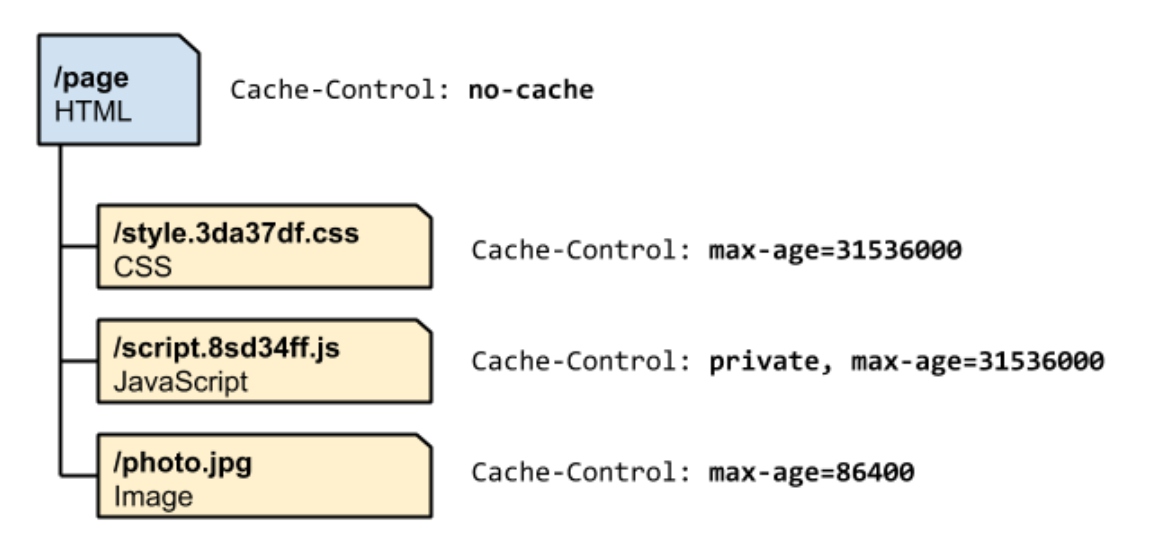 /page
HTML
Cache-Control: no-cache
/style.3da37df.css
CSS
Cache-Control: max-age=31536000
/script.8sd34ff.js
JavaScript
Cache-Control: private, max-age=31536000
/photo.jpg
Image
Cache-Control: max-age=86400